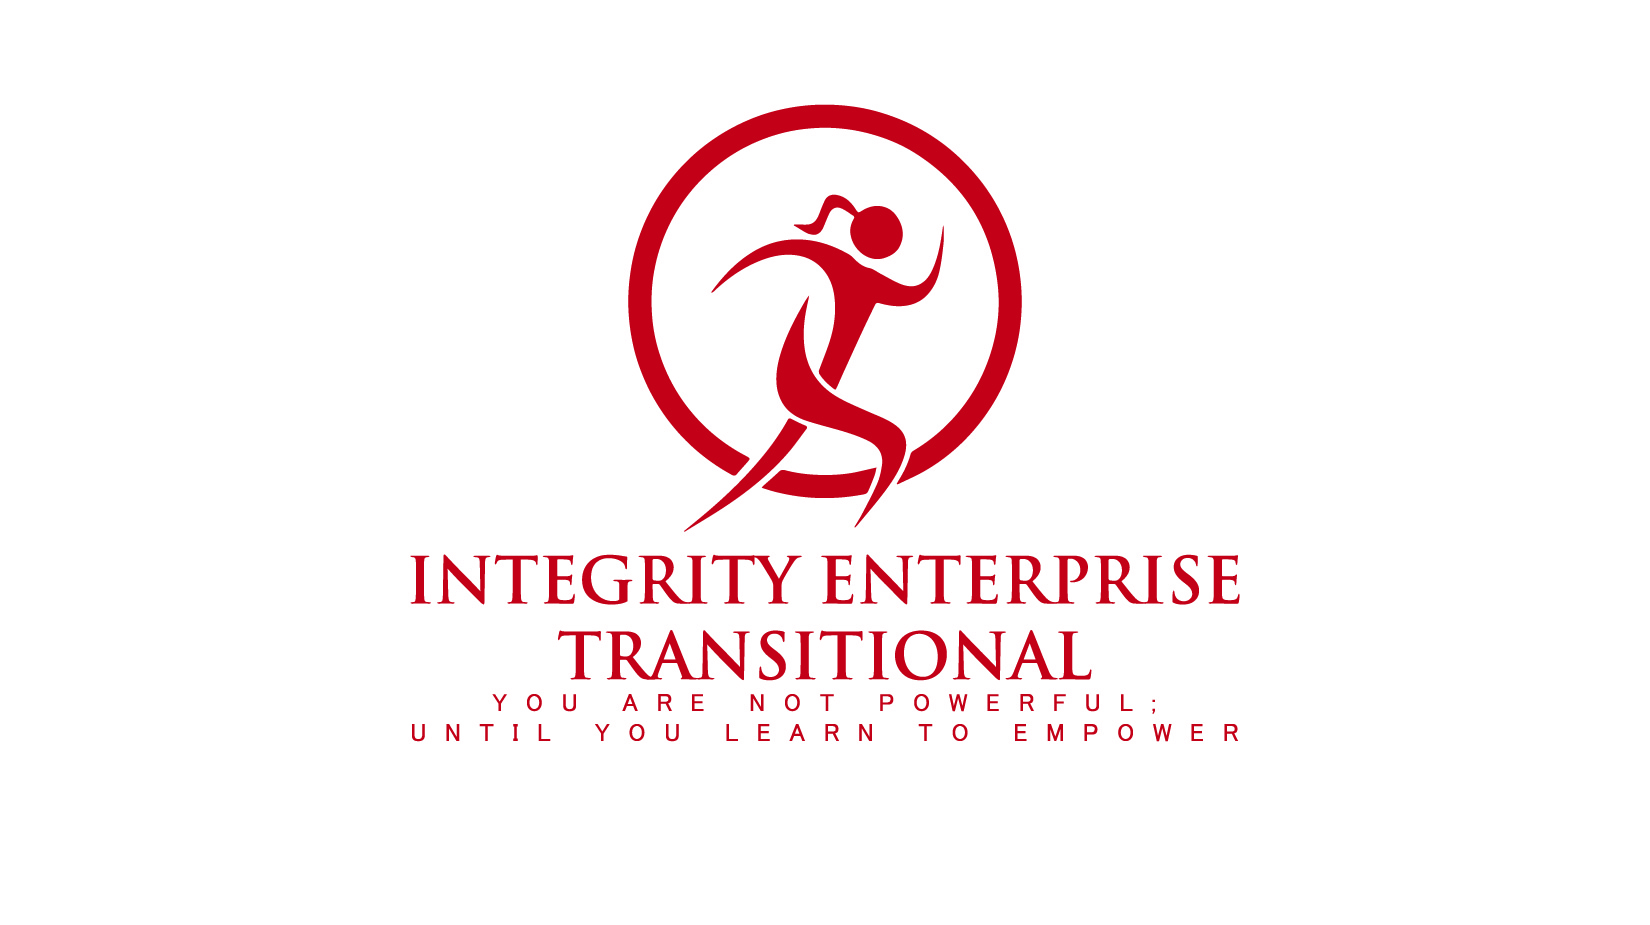 INTEGRITY ENTERPRISE
TRANSITIONAL
YOU ARE NOT POWERFUL;
UNTIL YOU LEARN TO EMPOWER